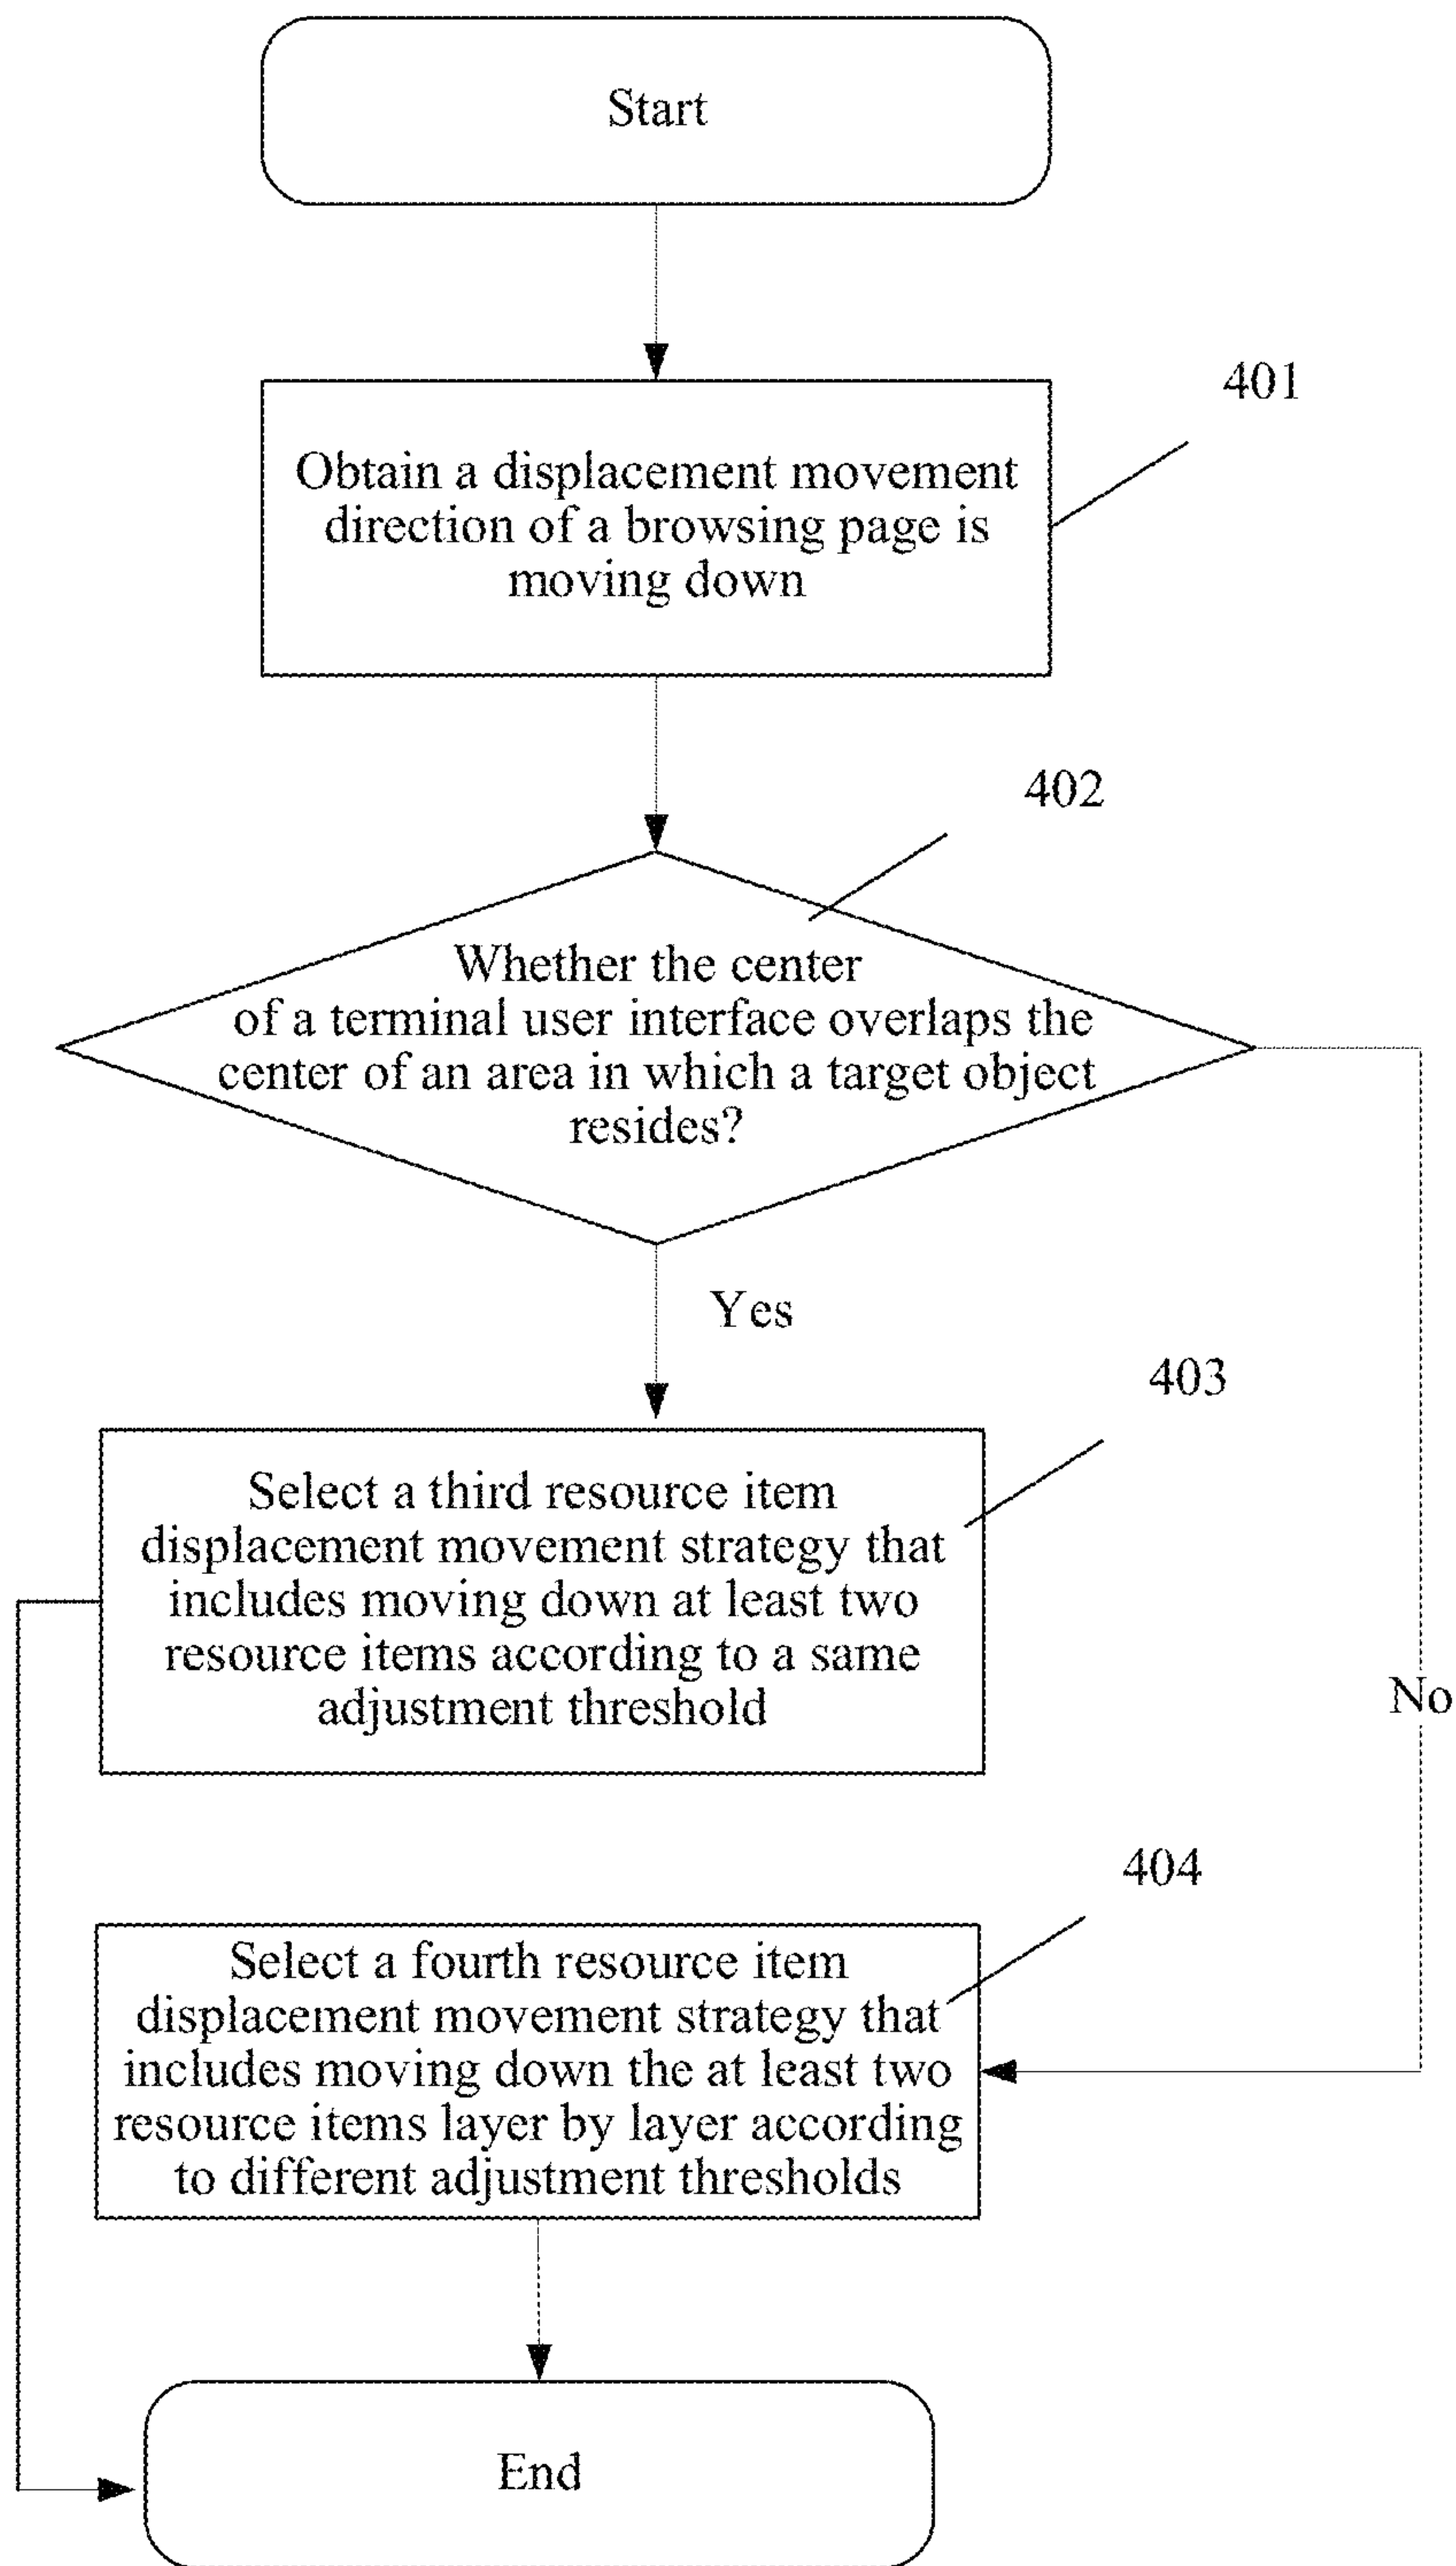 Start
401
Obtain a displacement movement
direction of a browsing page is
moving down
402
Whether the center
of a terminal user interface overlaps the
center of an area in which a target object
resides?
Yes
403
Select a third resource item
displacement movement strategy that
includes moving down at least two
resource items according to a same
adjustment threshold
No
404
Select a fourth resource item
displacement movement strategy that
includes moving down the at least two
resource items layer by layer according
to different adjustment thresholds
End